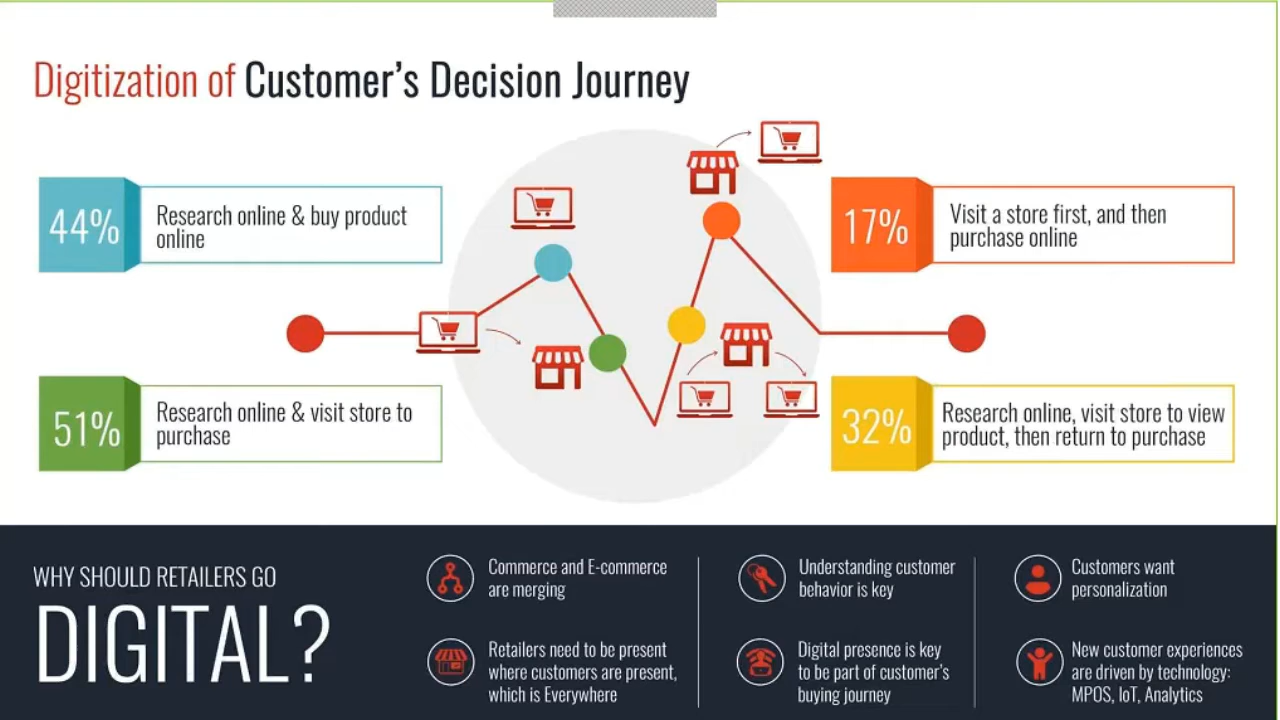 Digitization of Customer's Decision Journey
44%
Research online & buy product
online
17%
Visit a store first, and then
purchase online
51%
Research online & visit store to
purchase
32%
Research online, visit store to view
product, then return to purchase
WHY SHOULD RETAILERS GO
DIGITAL?
Commerce and E-commerce
are merging
Understanding customer
behavior is key
Customers want
personalization
Retailers need to be present
where customers are present,
which is Everywhere
Digital presence is key
to be part of customer's
buying journey
New customer experiences
are driven by technology:
MPOS, IoT, Analytics